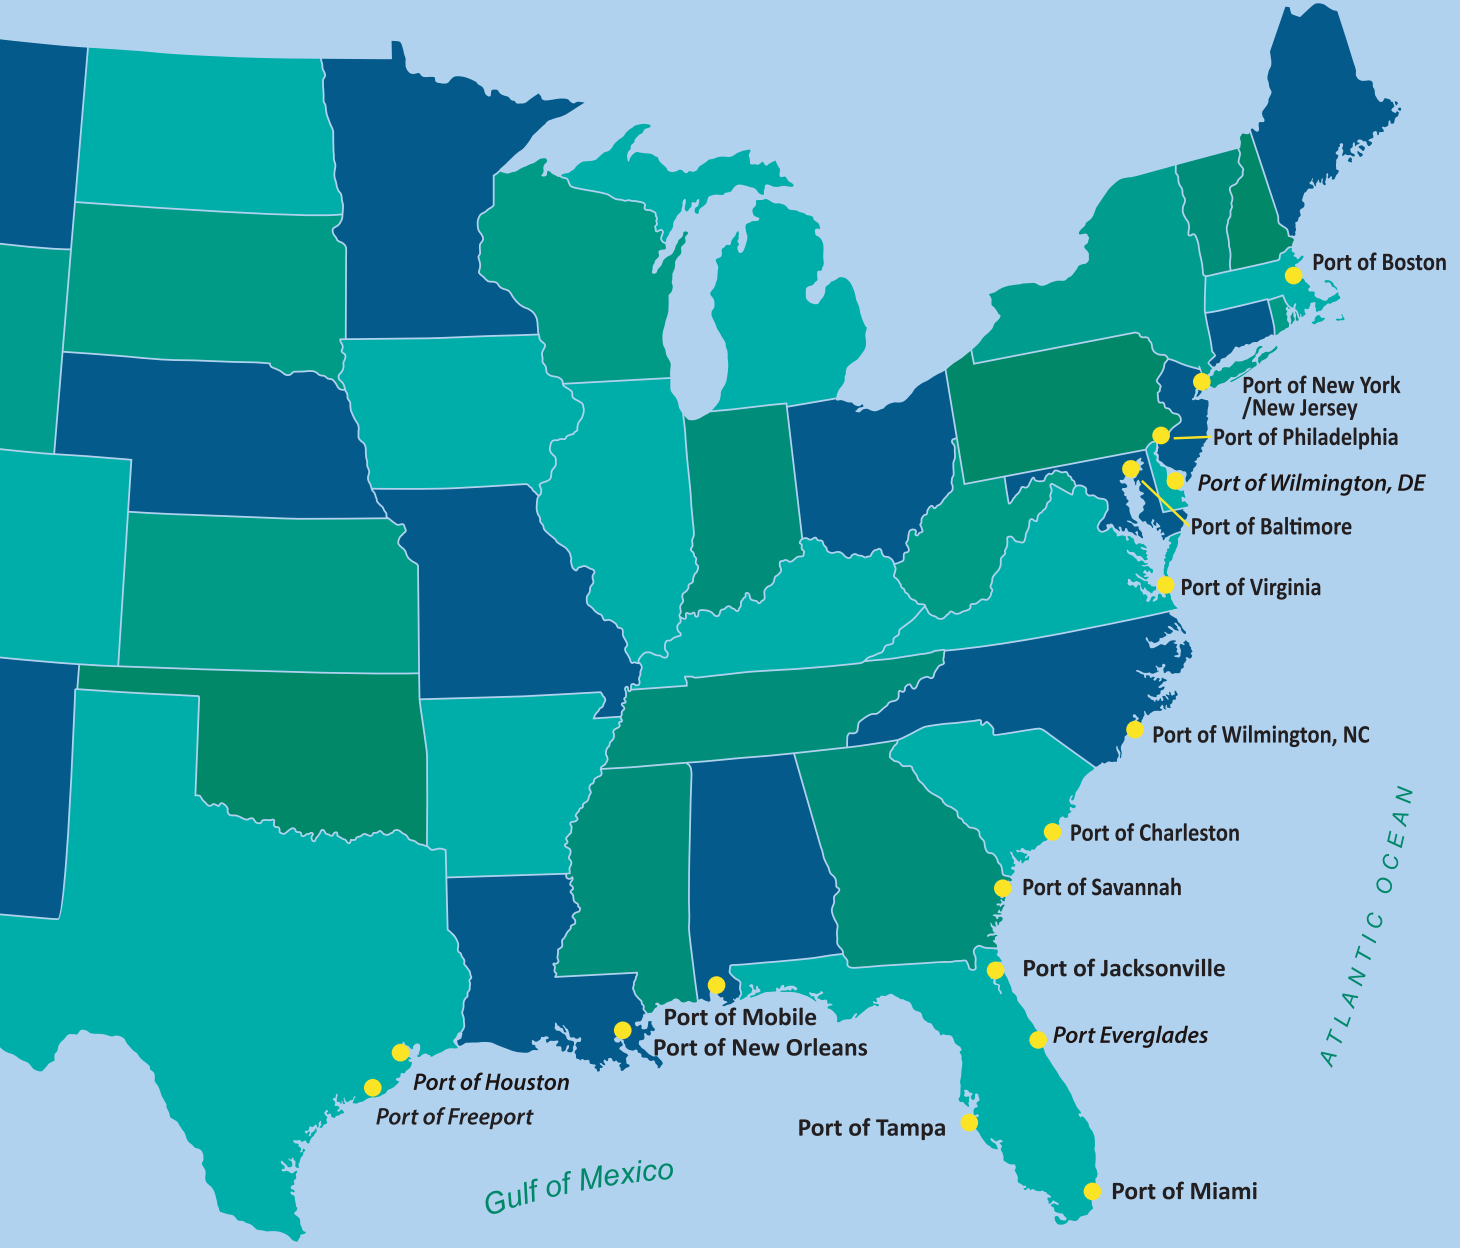 Port of Boston
Port of New York
/New Jersey
Port of Philadelphia
Port of Wilmington, DE
Port of Baltimore
Port of Virginia
Port of Wilmington, NC
Port of Charleston
Port of Savannah
Port of Jacksonville
Port of Mobile
Port of New Orleans
Port Everglades
Port of Houston
Port of Freeport
Port of Tampa
Port of Miami
Gulf of Mexico
ATLANTIC OCEAN